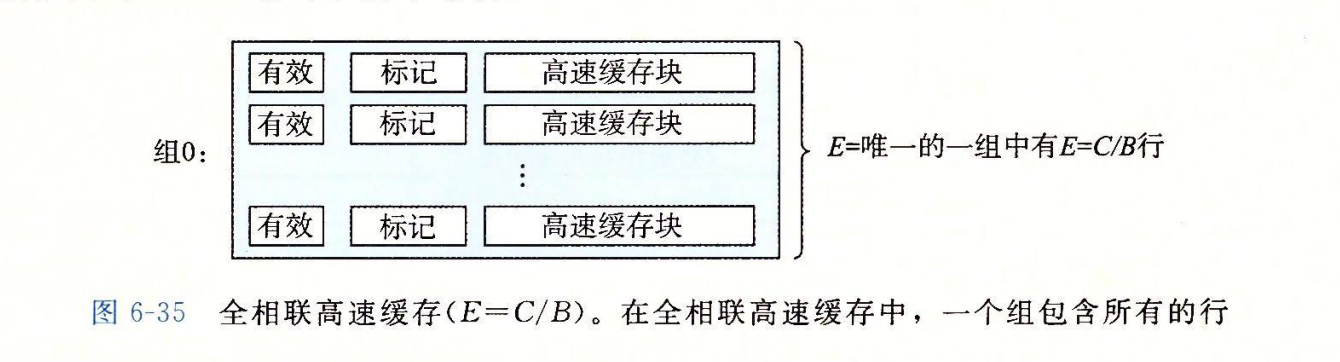 有效 标记 高速缓存块
有效 标记 高速缓存块
组0: E=唯一的一组中有E=C/B行
⋮
有效 标记 高速缓存块
图 6-35 全相联高速缓存(E=C/B)。在全相联高速缓存中，一个组包含所有的行